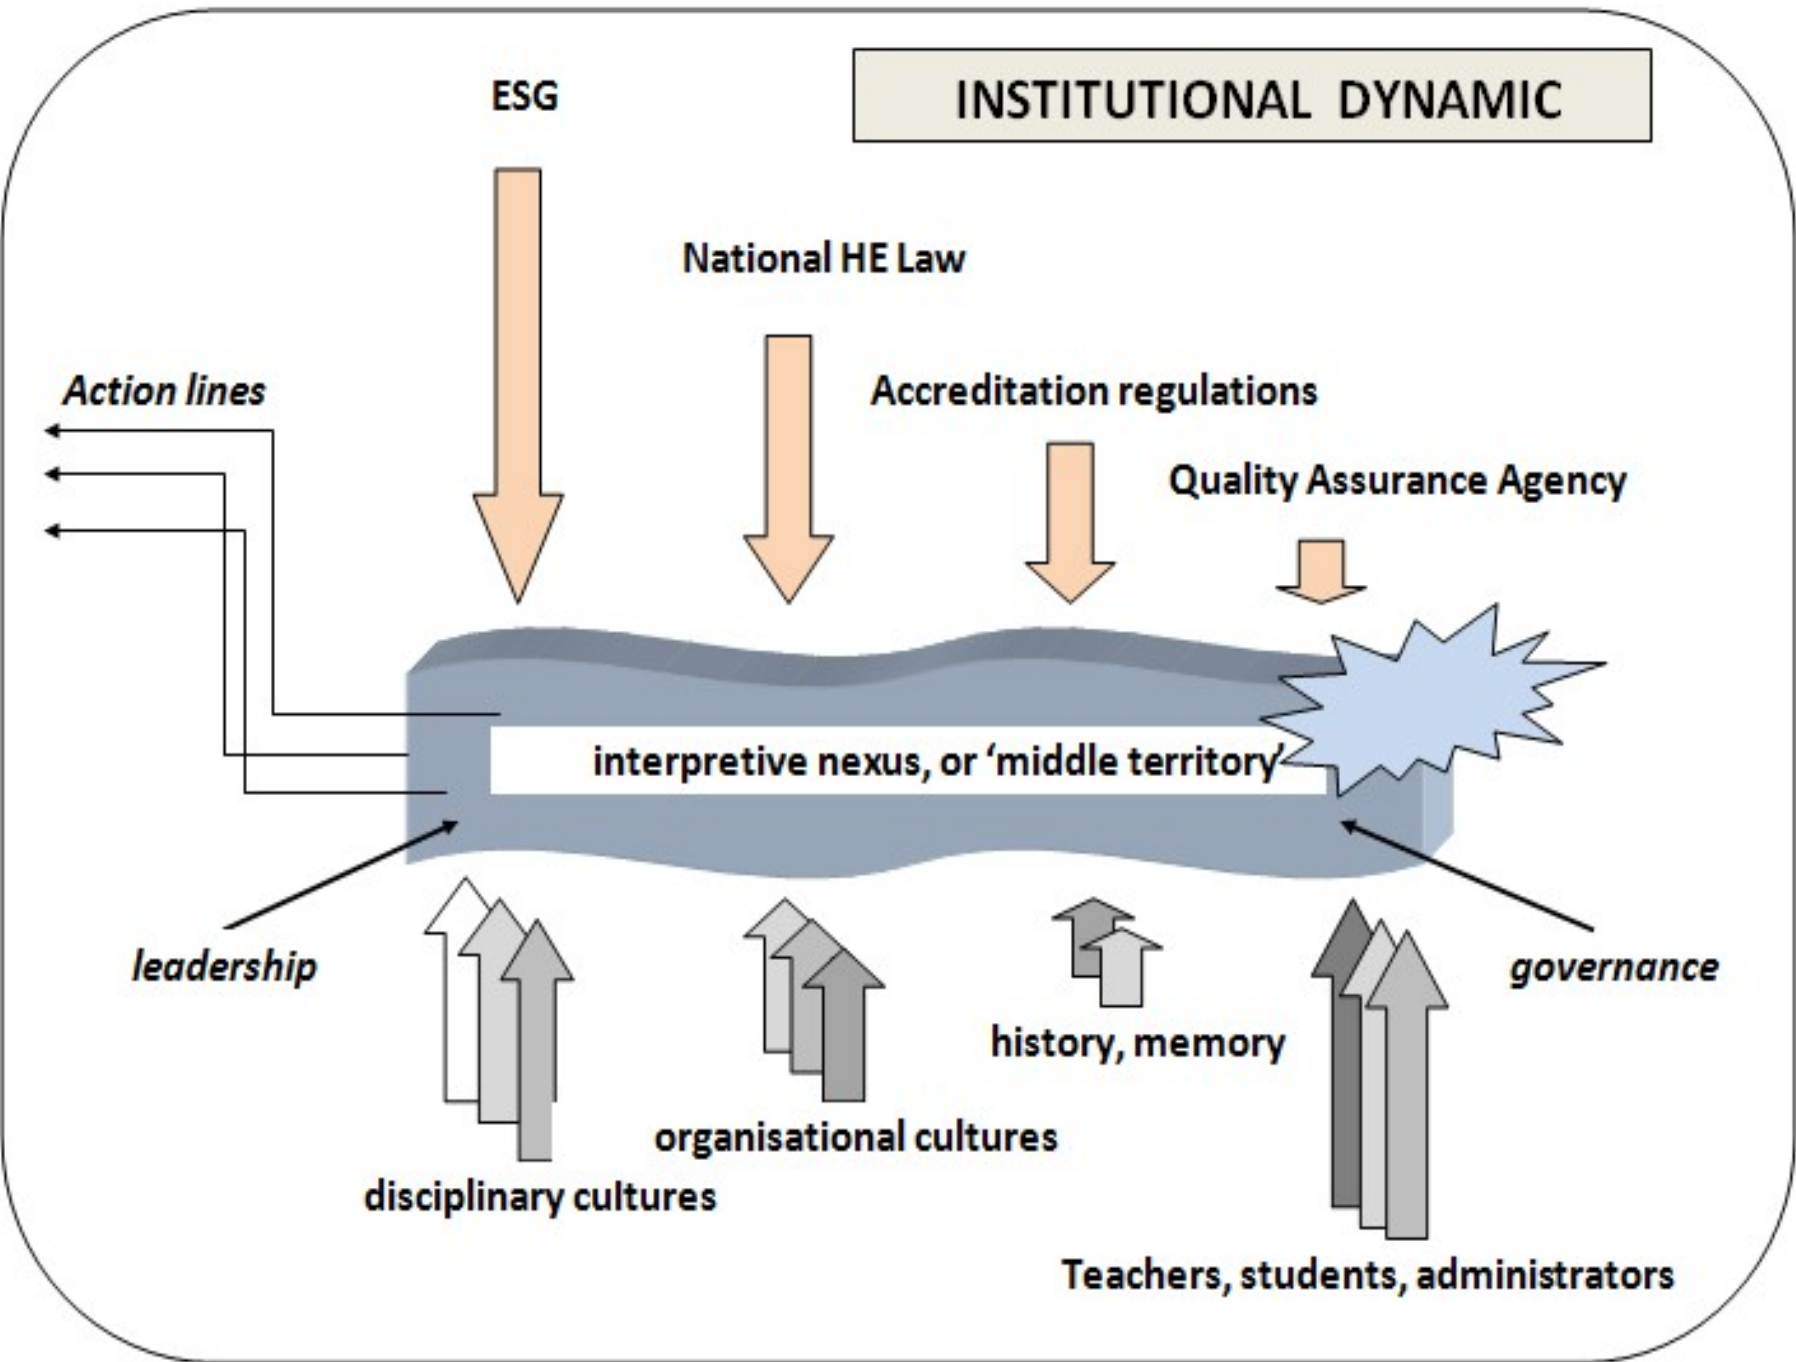 ESG
INSTITUTIONAL DYNAMIC
National HE Law
Action lines
Accreditation regulations
Quality Assurance Agency
interpretive nexus, or ‘middle territory’
leadership
governance
history, memory
organisational cultures
disciplinary cultures
Teachers, students, administrators